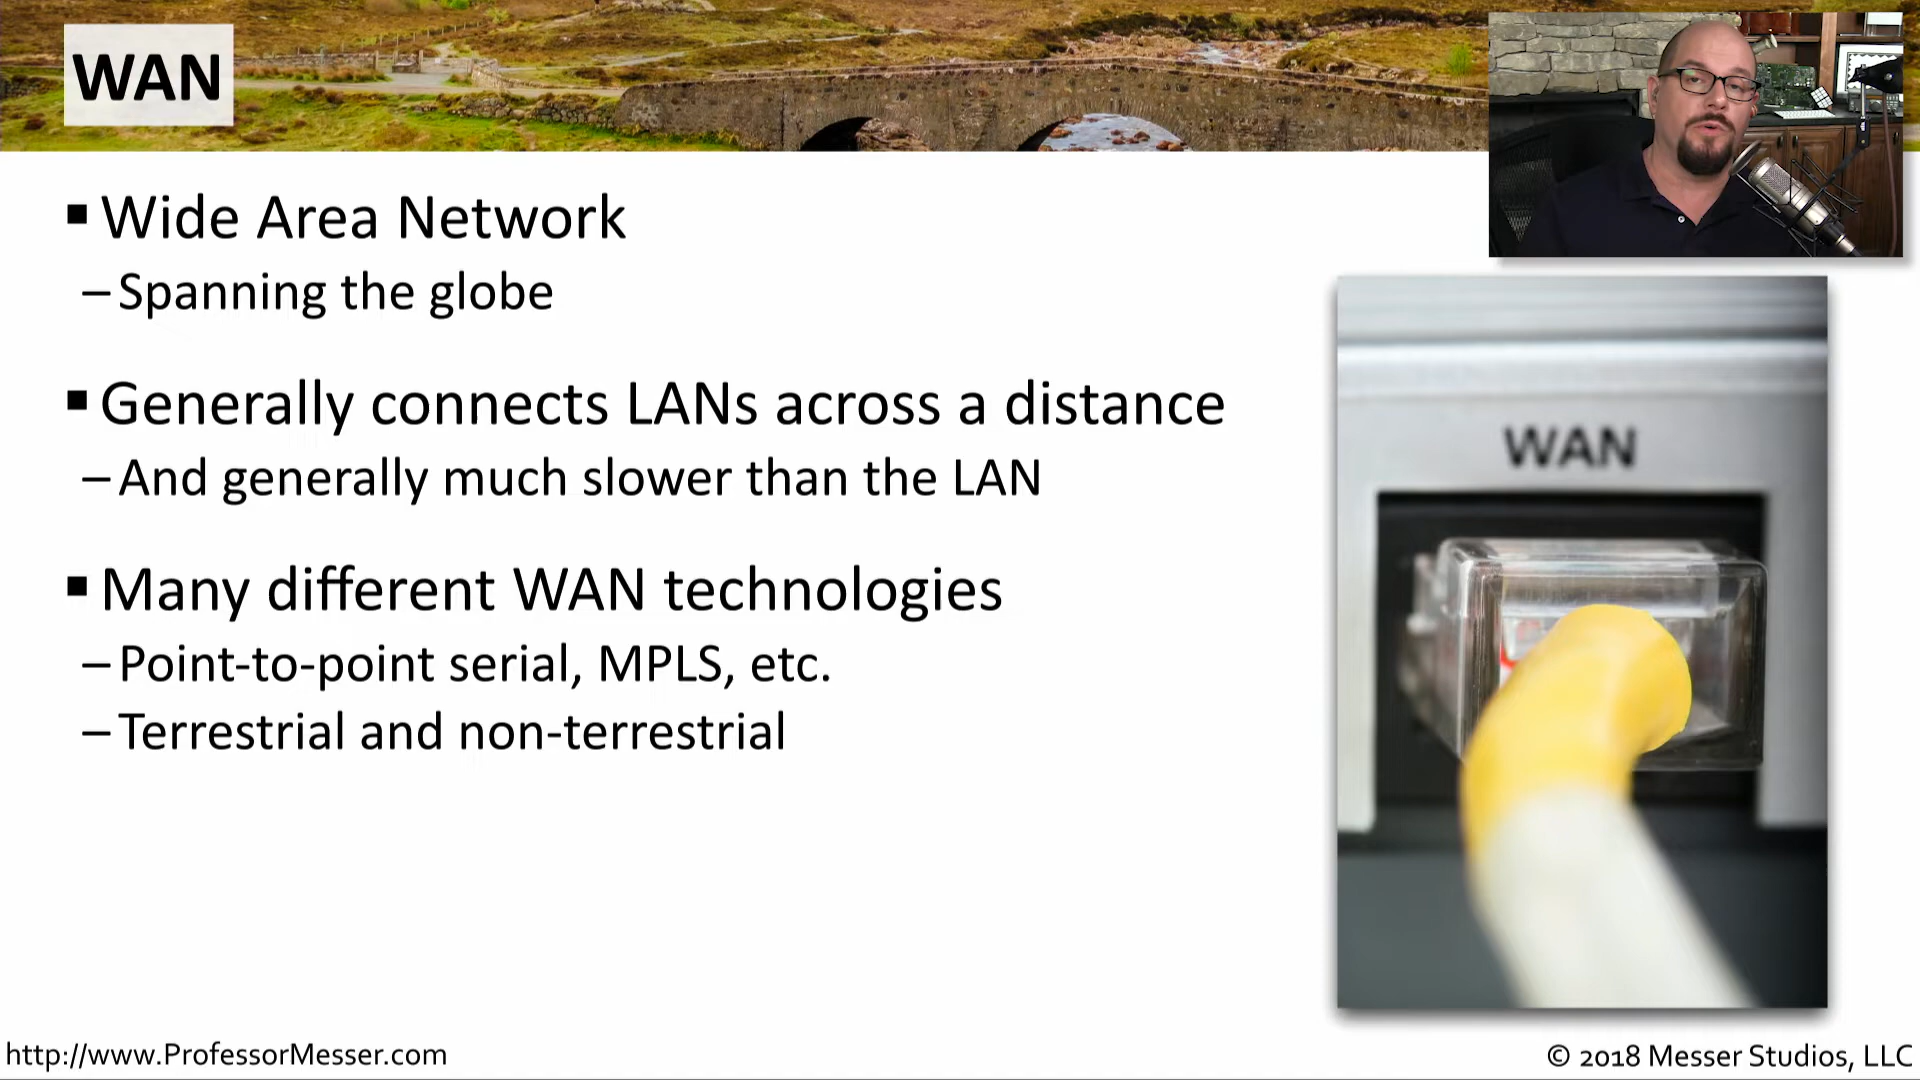 WAN
▪ Wide Area Network
– Spanning the globe
▪ Generally connects LANs across a distance
– And generally much slower than the LAN
▪ Many different WAN technologies
– Point-to-point serial, MPLS, etc.
– Terrestrial and non-terrestrial
WAN
http://www.ProfessorMesser.com
© 2018 Messer Studios, LLC